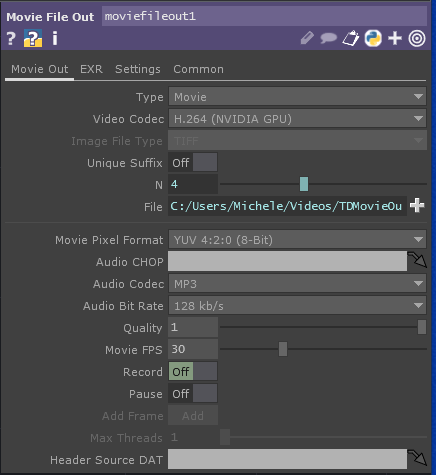 Movie File Out moviefileout1
? ? i
Movie Out EXR Settings Common
Type Movie
Video Codec H.264 (NVIDIA GPU)
Image File Type TIFF
Unique Suffix Off
N 4
File C:/Users/Michele/Videos/TDMovieOu
Movie Pixel Format YUV 4:2:0 (8-Bit)
Audio CHOP
Audio Codec MP3
Audio Bit Rate 128 kb/s
Quality 1
Movie FPS 30
Record Off
Pause Off
Add Frame Add
Max Threads 1
Header Source DAT